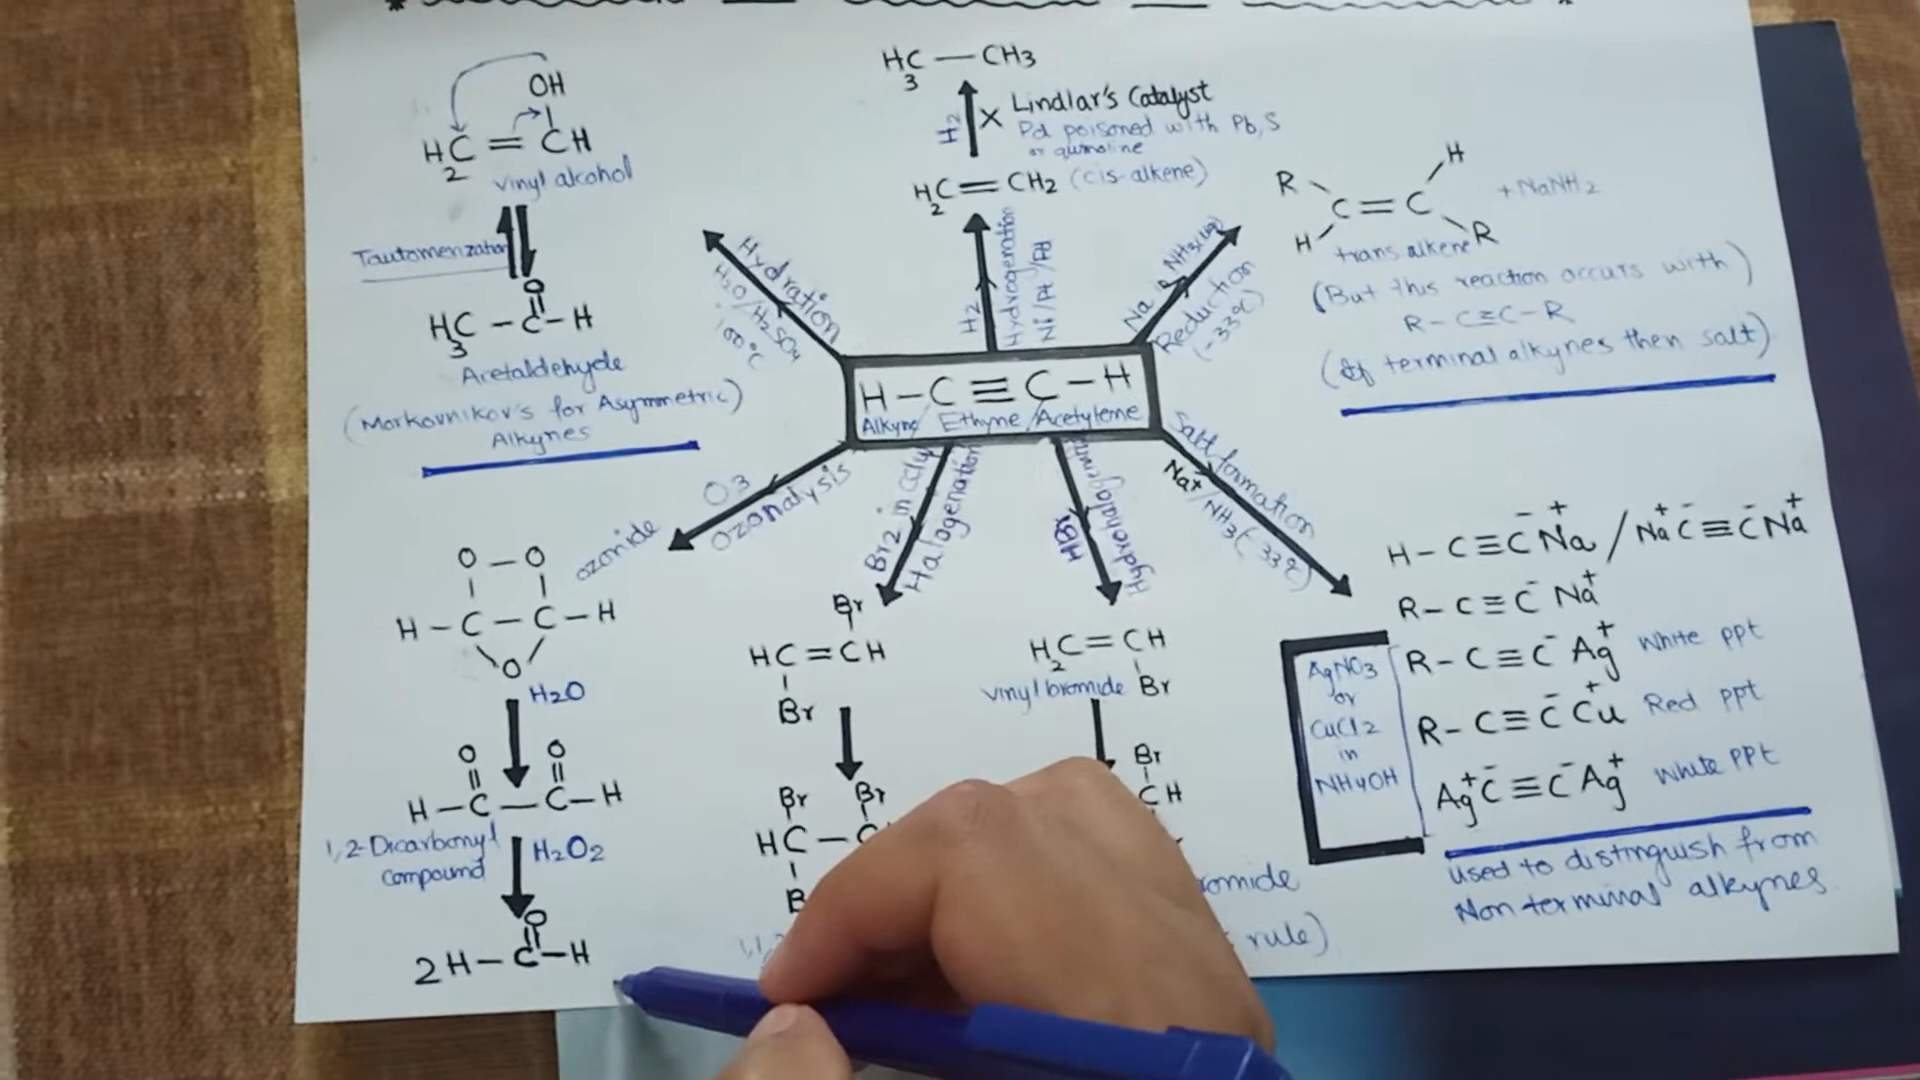 H3C — CH3
H2 X Lindlar's Catalyst
Pd poisoned with Pb, S
or quinoline
H2C = CH2 (cis-alkene)
OH
H2C = CH
vinyl alcohol
Tautomerization
O
H3C - C - H
Acetaldehyde
(Markovnikov's for Asymmetric)
Alkynes
Hydration
H2O/H2SO4
100°C
H2
Hydrogenation
Ni/Pt/Pd
Na & NH3(liq)
Reduction
(-33°C)
H
R
C = C
+ NaNH2
H R
trans alkene
(But this reaction occurs with)
R - C≡C - R
(If terminal alkynes then salt)
H - C ≡ C - H
Alkyne/ Ethyne /Acetylene
O3
Ozonalysis
ozonide
O — O
H - C - C - H
O
H2O
O O
H - C - C - H
1,2-Dicarbonyl
Compound
H2O2
O
2H - C - H
Br2 in CCl4
Halogenation
Br
HC = CH
Br
Br Br
HC - C
B
1,1,2
HBr
Hydrohalogenation
H2C = CH
vinyl bromide Br
Br
CH
romide
rule)
Salt formation
Na+/NH3 ( 33°C)
H - C≡C⁻ Na⁺ / Na⁺ C⁻≡C⁻ Na⁺
R - C≡C⁻ Na⁺
AgNO3
or
CuCl2
in
NH4OH
R - C≡C⁻ Ag⁺ White ppt
R - C≡C⁻ Cu⁺ Red ppt
Ag⁺ C⁻≡C⁻ Ag⁺ White ppt
used to distinguish from
Non terminal alkynes